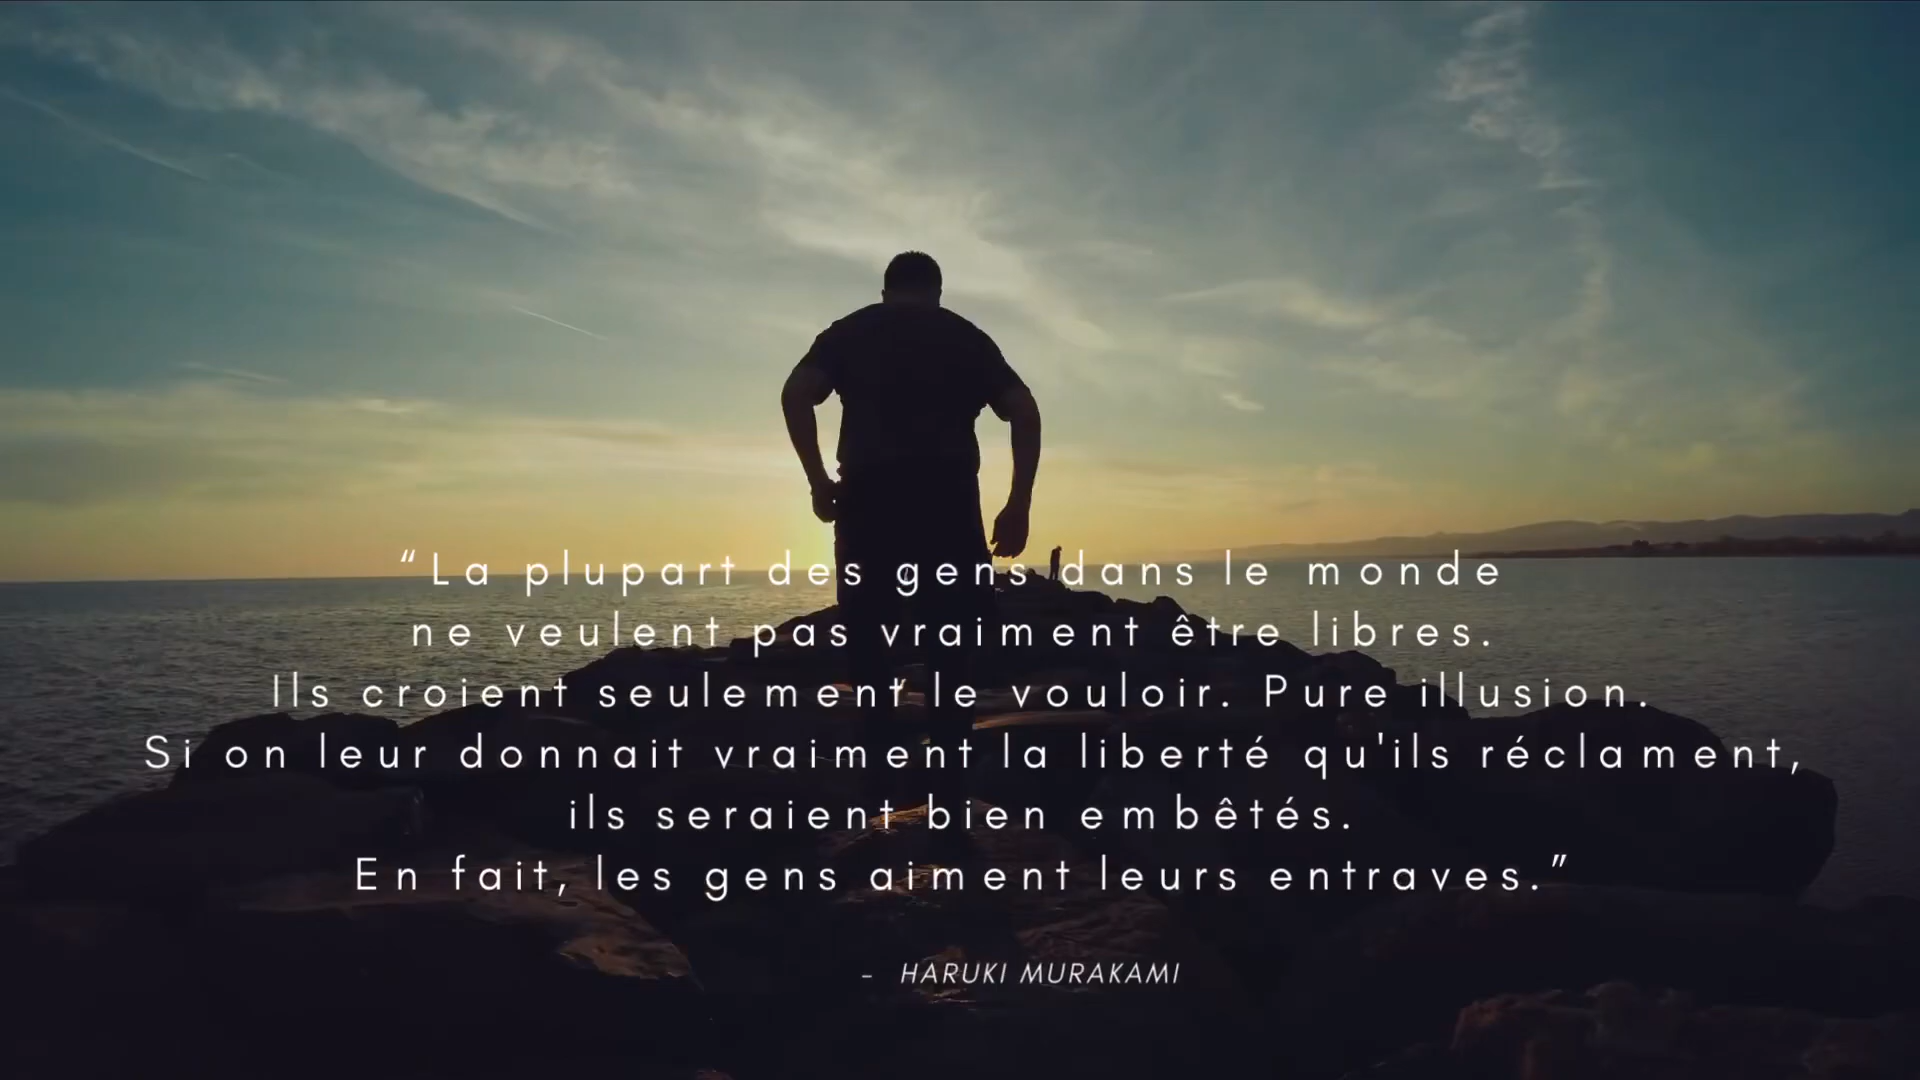 “La plupart des gens dans le monde
ne veulent pas vraiment être libres.
Ils croient seulement le vouloir. Pure illusion.
Si on leur donnait vraiment la liberté qu'ils réclament,
ils seraient bien embêtés.
En fait, les gens aiment leurs entraves.”
- HARUKI MURAKAMI